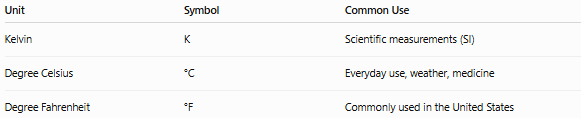 Unit Symbol Common Use
Kelvin K Scientific measurements (SI)
Degree Celsius °C Everyday use, weather, medicine
Degree Fahrenheit °F Commonly used in the United States